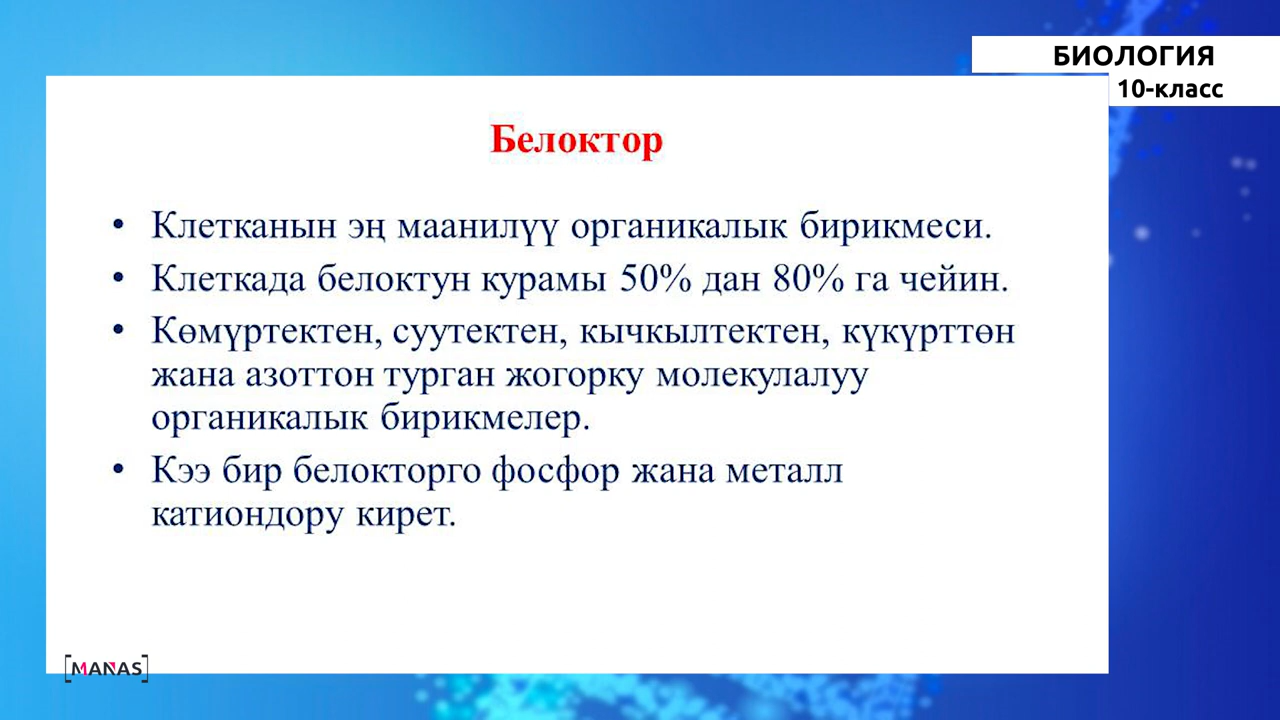 БИОЛОГИЯ
10-класс
Белоктор
• Клетканын эң маанилүү органикалык бирикмеси.
• Клеткада белоктун курамы 50% дан 80% га чейин.
• Көмүртектен, суутектен, кычкылтектен, күкүрттөн
жана азоттон турган жогорку молекулалуу
органикалык бирикмелер.
• Кээ бир белокторго фосфор жана металл
катиондору кирет.
[MANAS]